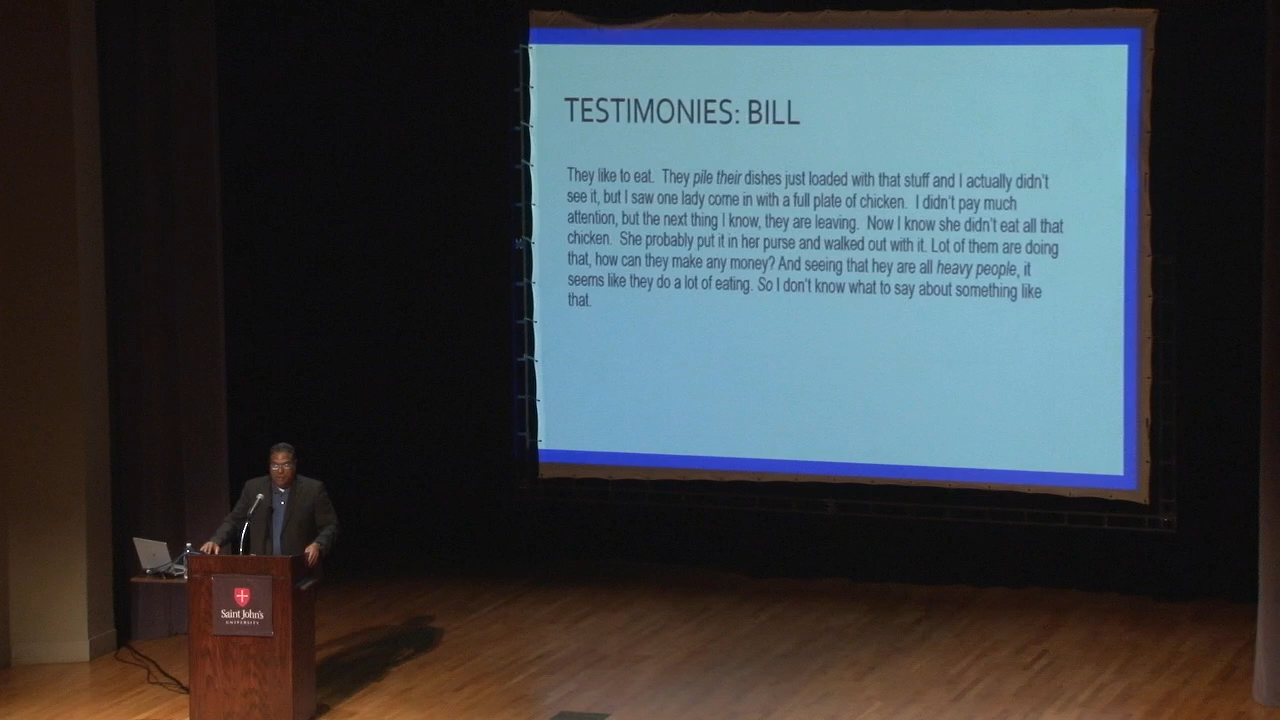 TESTIMONIES: BILL
They like to eat. They pile their dishes just loaded with that stuff and I actually didn't
see it, but I saw one lady come in with a full plate of chicken. I didn't pay much
attention, but the next thing I know, they are leaving. Now I know she didn't eat all that
chicken. She probably put it in her purse and walked out with it. Lot of them are doing
that, how can they make any money? And seeing that hey are all heavy people, it
seems like they do a lot of eating. So I don't know what to say about something like
that.
Saint John's
UNIVERSITY